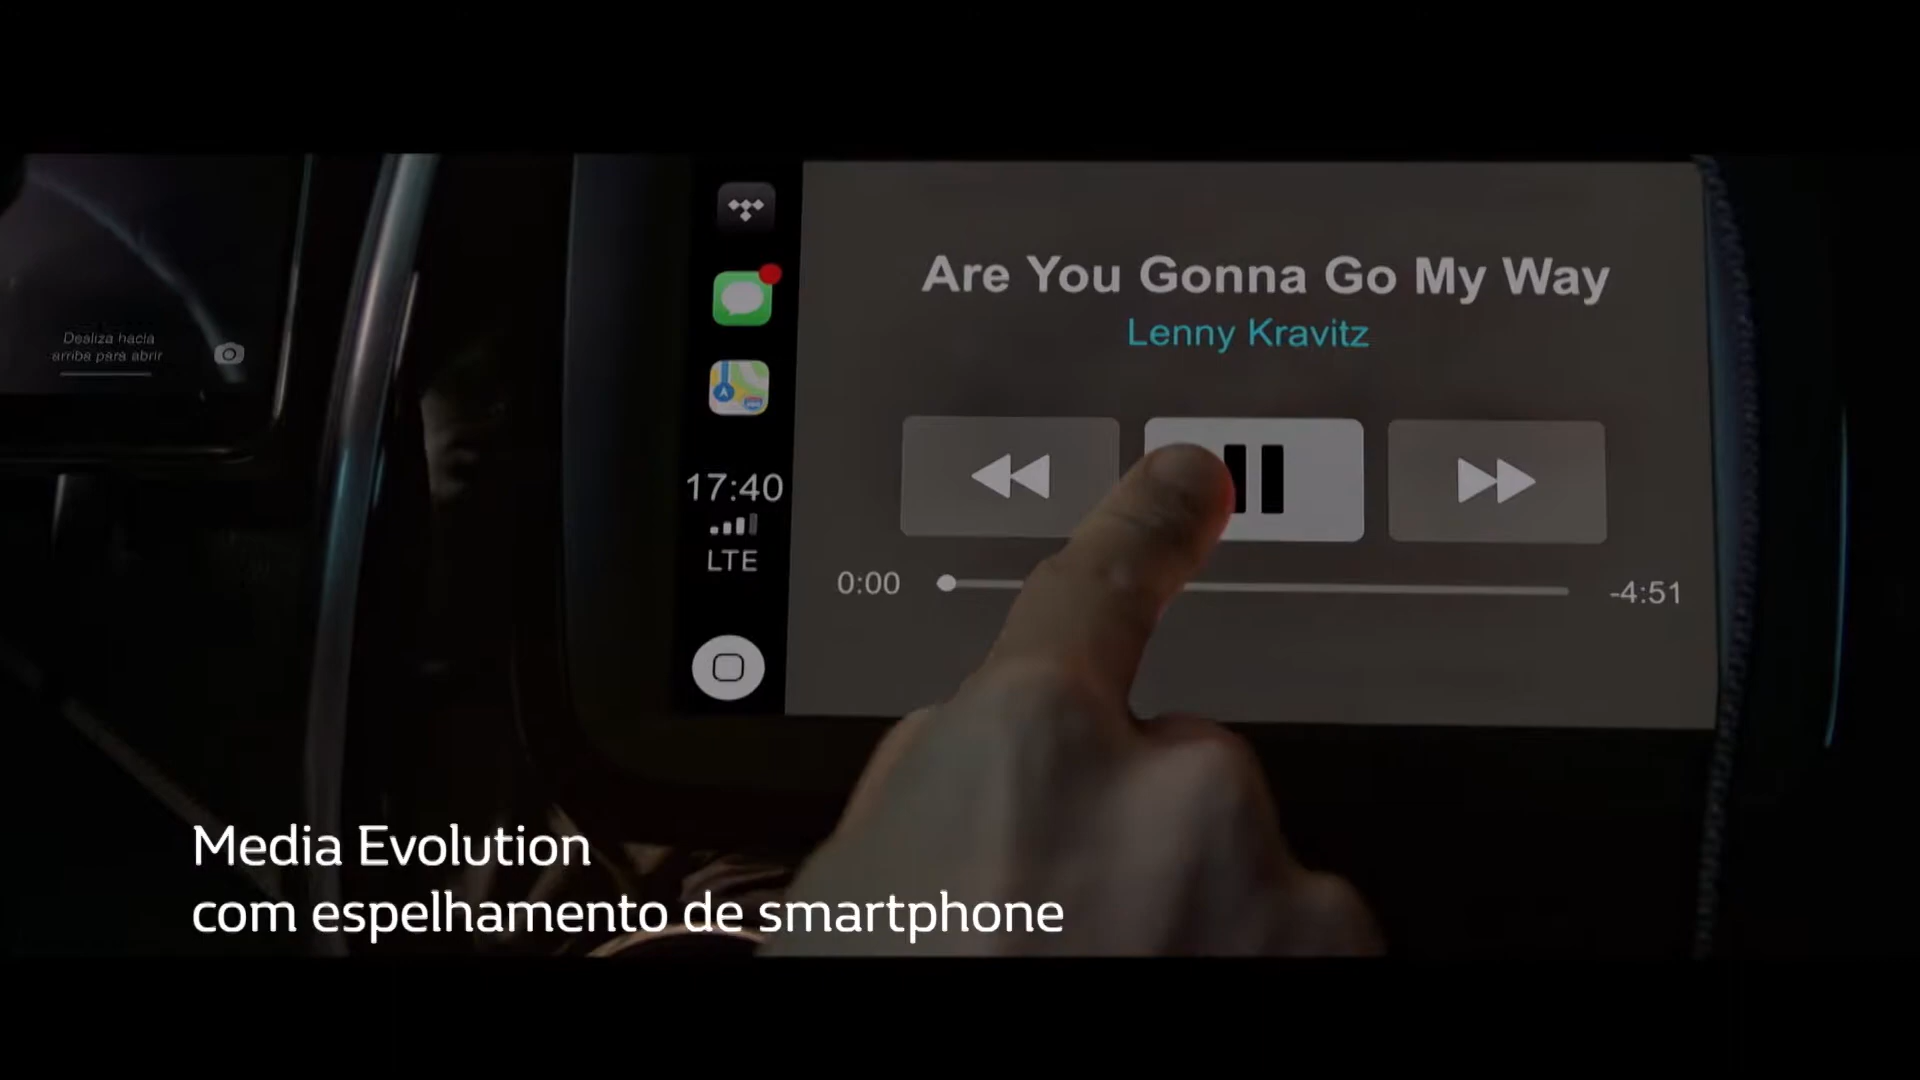 Desliza hacia
arriba para abrir
Are You Gonna Go My Way
Lenny Kravitz
17:40
LTE
0:00
-4:51
Media Evolution
com espelhamento de smartphone